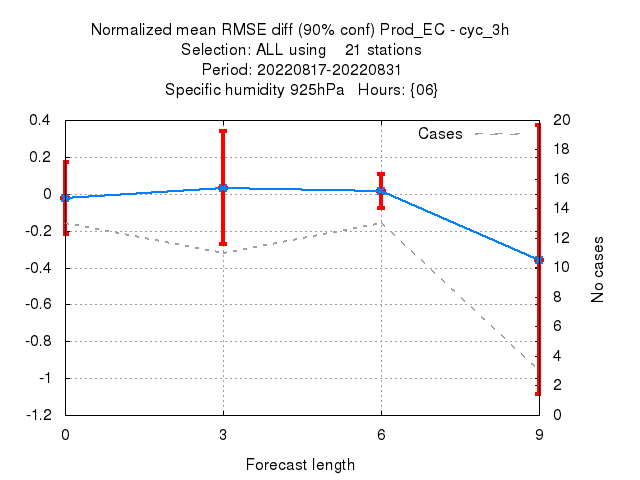 Normalized mean RMSE diff (90% conf) Prod_EC - cyc_3h
Selection: ALL using 21 stations
Period: 20220817-20220831
Specific humidity 925hPa Hours: {06}
Cases
0.4
0.2
0
-0.2
-0.4
-0.6
-0.8
-1
-1.2
20
18
16
14
12
10
8
6
4
2
0
No cases
0 3 6 9
Forecast length